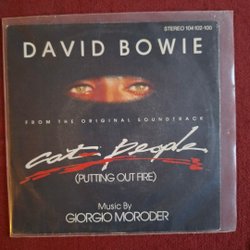 STEREO 104 102-100
DAVID BOWIE
FROM THE ORIGINAL SOUNDTRACK
cat people
(PUTTING OUT FIRE)
Music By
GIORGIO MORODER